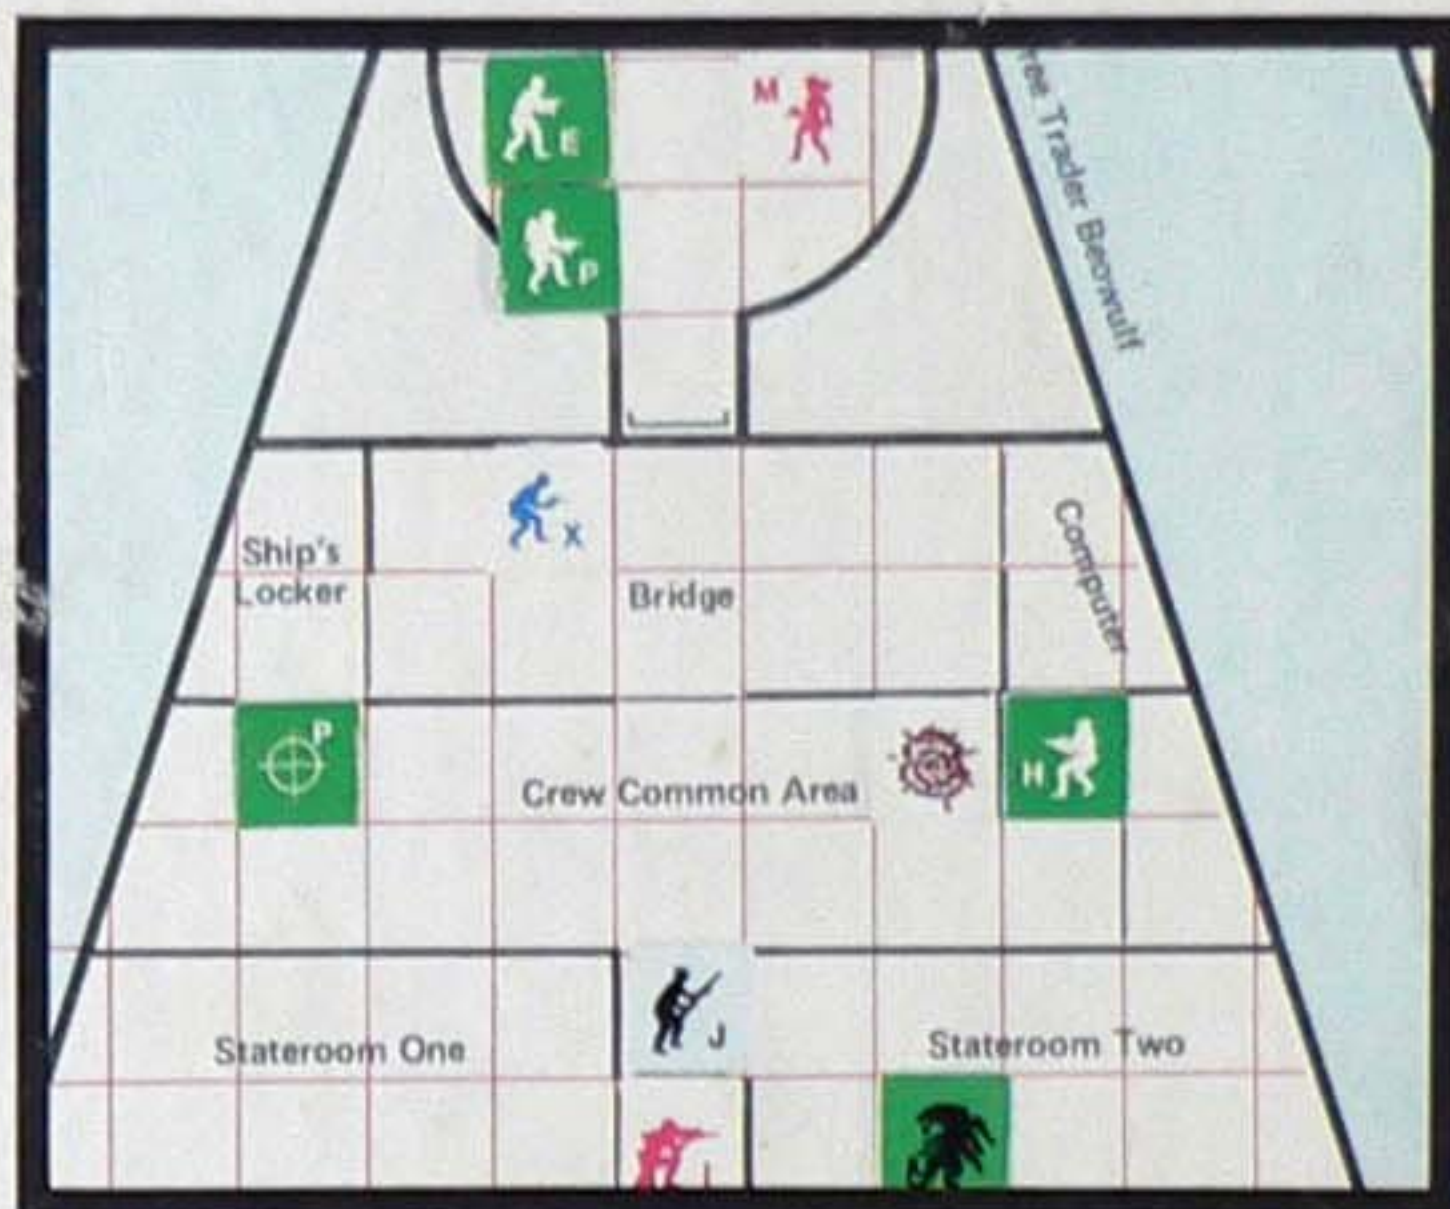 E
M
P
ree Trader Beowulf
X
Ship's
Locker
Bridge
Computer
P
H
Crew Common Area
J
Stateroom One
Stateroom Two